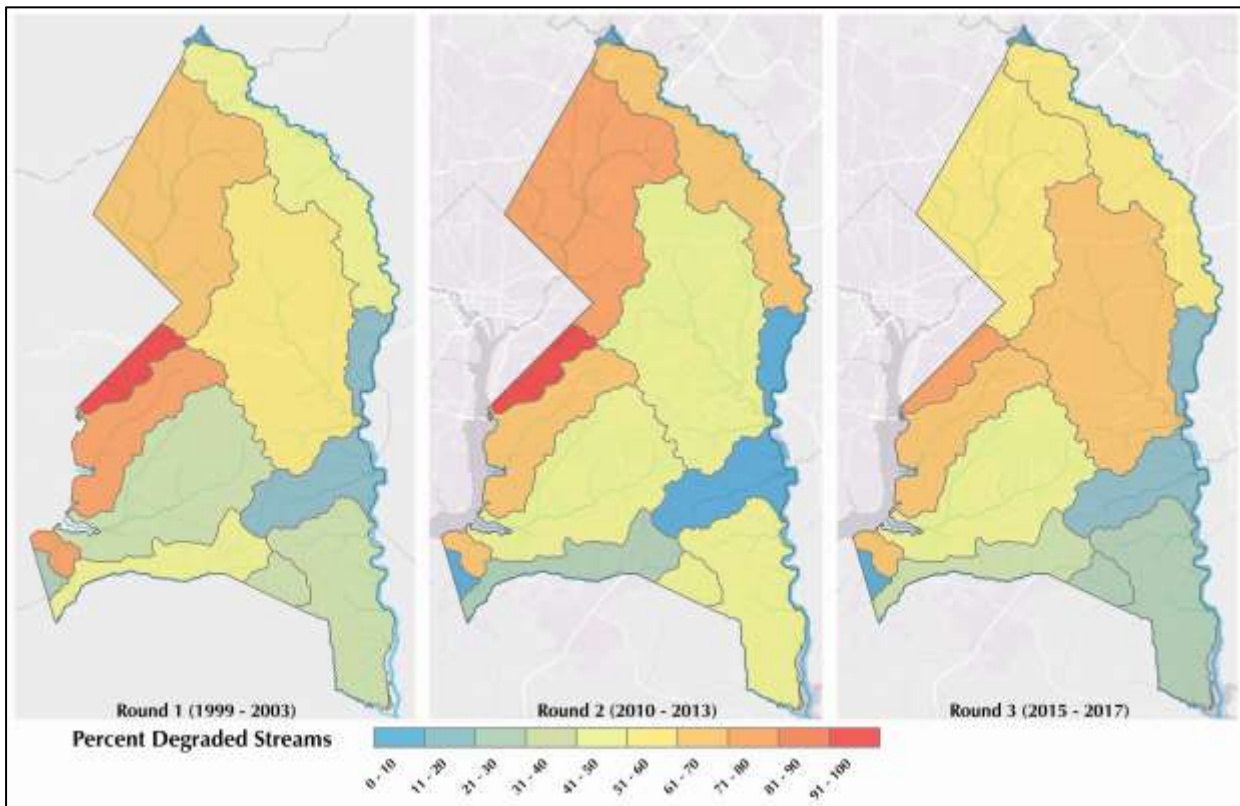 Round 1 (1999 - 2003)
Round 2 (2010 - 2013)
Round 3 (2015 - 2017)
Percent Degraded Streams
0 - 10
11 - 20
21 - 30
31 - 40
41 - 50
51 - 60
61 - 70
71 - 80
81 - 90
91 - 100